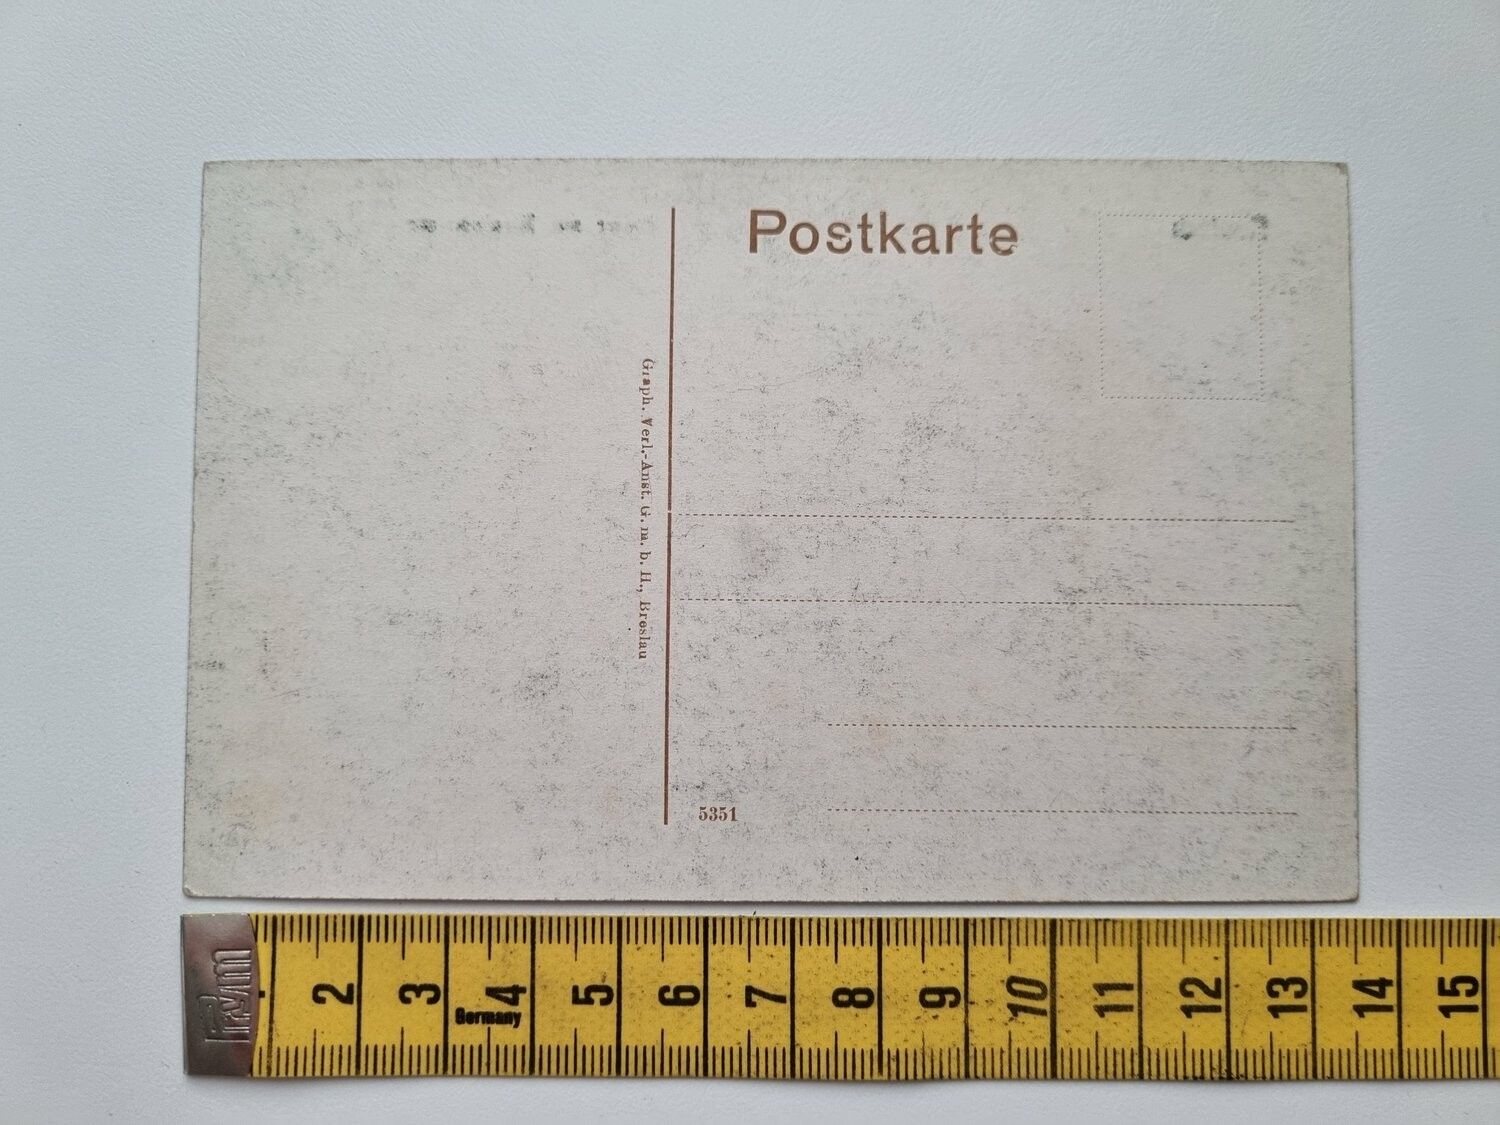 Postkarte
Graph. Verl.-Anst. G. m. b. H., Breslau
5351
Prym
2 3 4 5 6 7 8 9 10 11 12 13 14 15
Germany